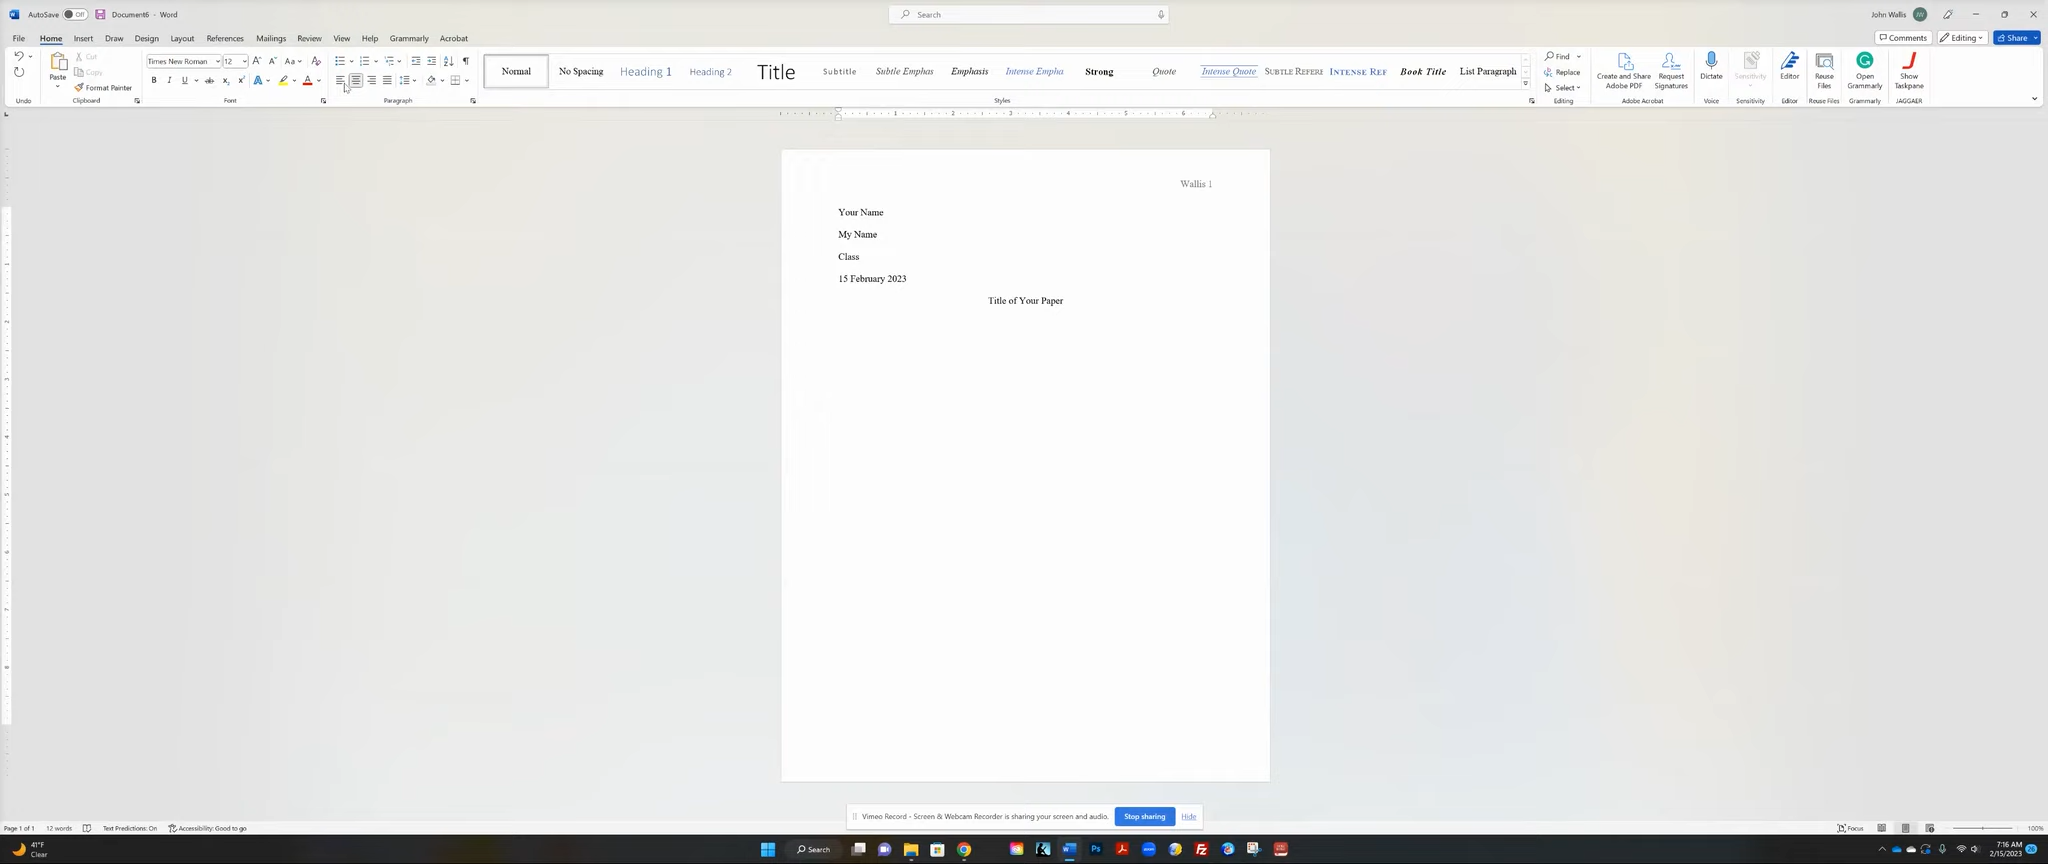 AutoSave Off Document6 - Word Search John Wallis
File Home Insert Draw Design Layout References Mailings Review View Help Grammarly Acrobat Comments Editing Share
Paste Cut Copy Format Painter
Times New Roman 12
Normal No Spacing Heading 1 Heading 2 Title Subtitle Subtle Emphas Emphasis Intense Empha Strong Quote Intense Quote Subtle Refere Intense Ref Book Title List Paragraph
Find Replace Select
Create and Share Adobe PDF Request Signatures Dictate Sensitivity Editor Reuse Files Open Grammarly Show Taskpane
Undo Clipboard Font Paragraph Styles Editing Adobe Acrobat Voice Sensitivity Editor Reuse Files Grammarly JAGGAER
1 2 3 4 5 6
Wallis 1
Your Name
My Name
Class
15 February 2023
Title of Your Paper
Vimeo Record - Screen & Webcam Recorder is sharing your screen and audio. Stop sharing Hide
Page 1 of 1 12 words Text Predictions: On Accessibility: Good to go Focus 100%
41°F
Clear
Search
7:16 AM
2/15/2023